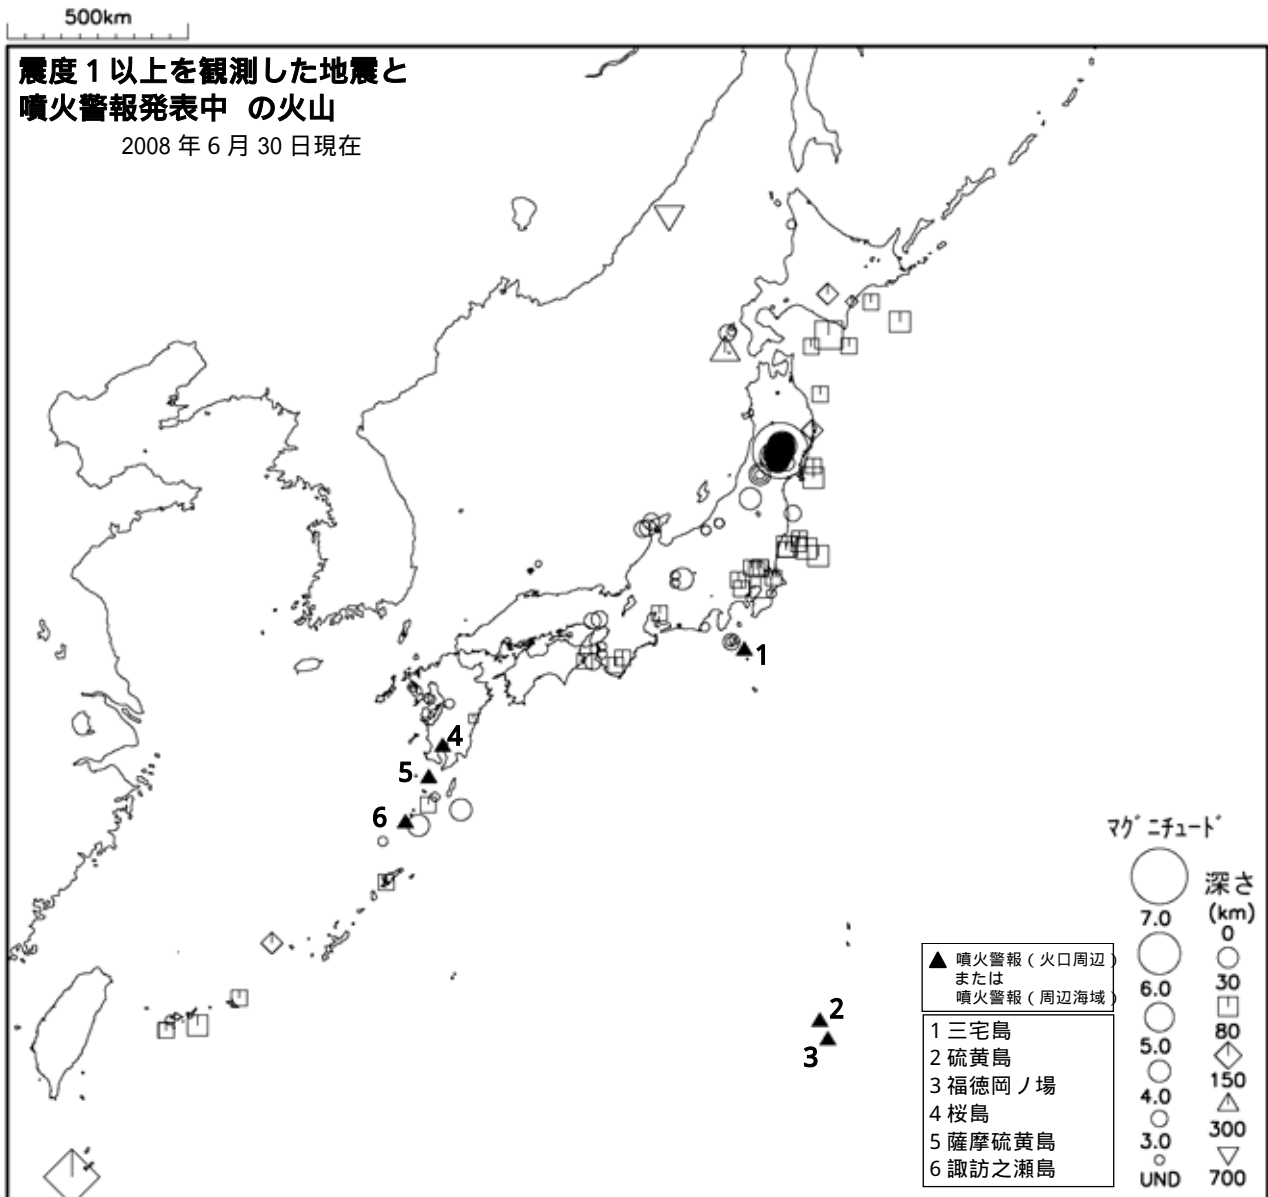 500km
震度１以上を観測した地震と
噴火警報発表中 の火山
2008 年 6 月 30 日現在
1
4
5
6
2
3
▲ 噴火警報（火口周辺）
または
噴火警報（周辺海域）
1 三宅島
2 硫黄島
3 福徳岡ノ場
4 桜島
5 薩摩硫黄島
6 諏訪之瀬島
ﾏｸﾞﾆﾁｭｰﾄﾞ
7.0
6.0
5.0
4.0
3.0
UND
深さ
(km)
0
30
80
150
300
700